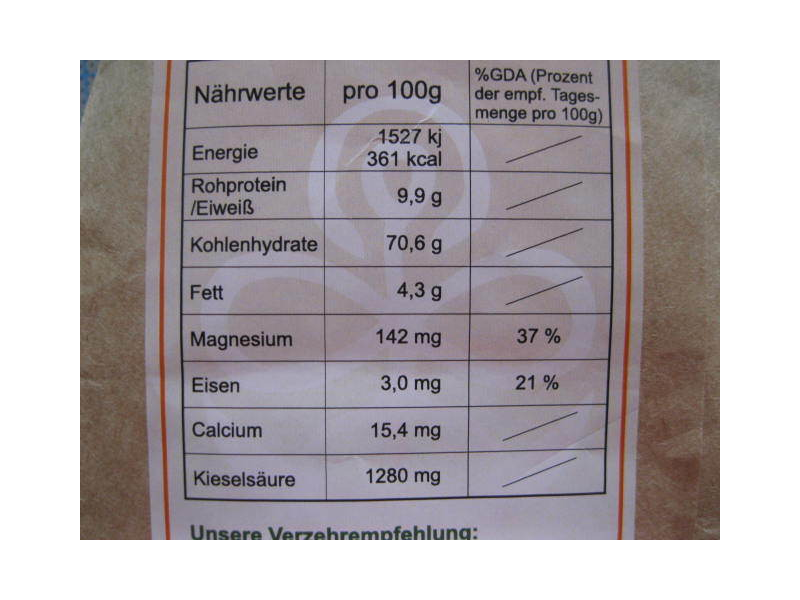 Nährwerte pro 100g %GDA (Prozent
der empf. Tages-
menge pro 100g)
Energie 1527 kj
361 kcal
Rohprotein
/Eiweiß 9,9 g
Kohlenhydrate 70,6 g
Fett 4,3 g
Magnesium 142 mg 37 %
Eisen 3,0 mg 21 %
Calcium 15,4 mg
Kieselsäure 1280 mg
Unsere Verzehrempfehlung: